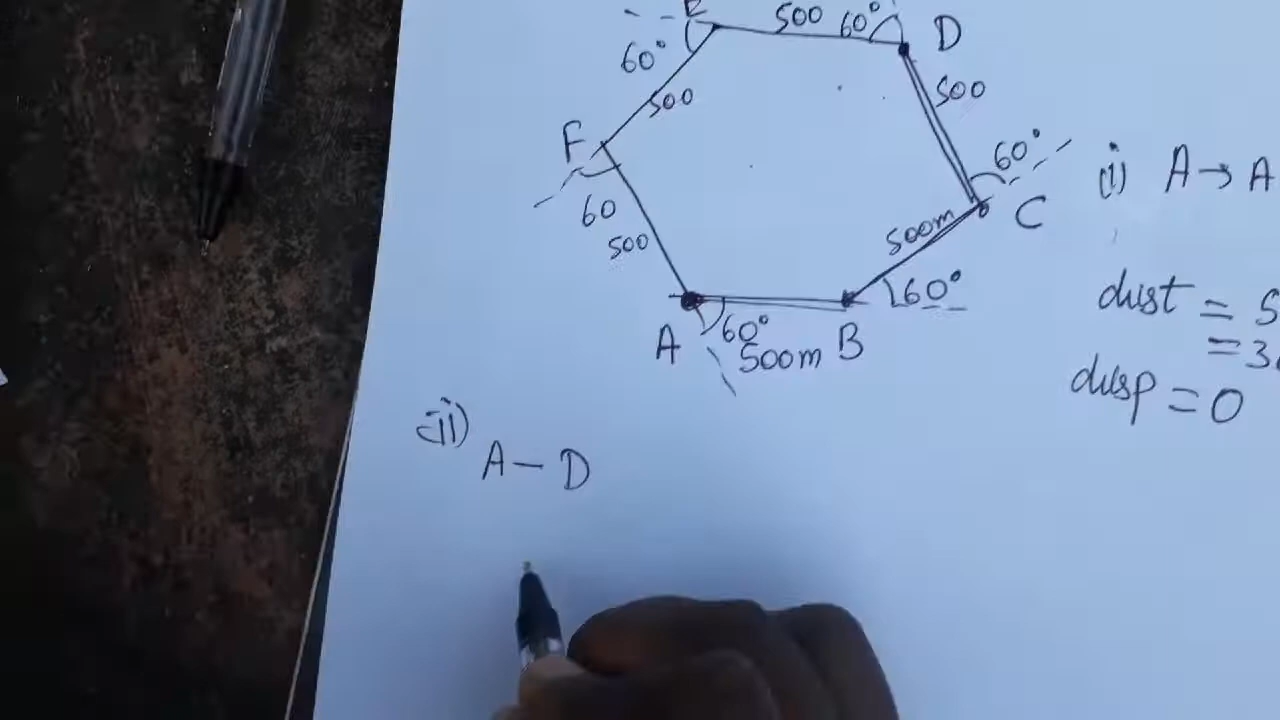 E 500 60° D
60°
500
500
F
60°
(i) A → A
60
500m C
500
dist = 5
60°
= 3
A 60° B
500m
disp = 0
(ii)
A - D